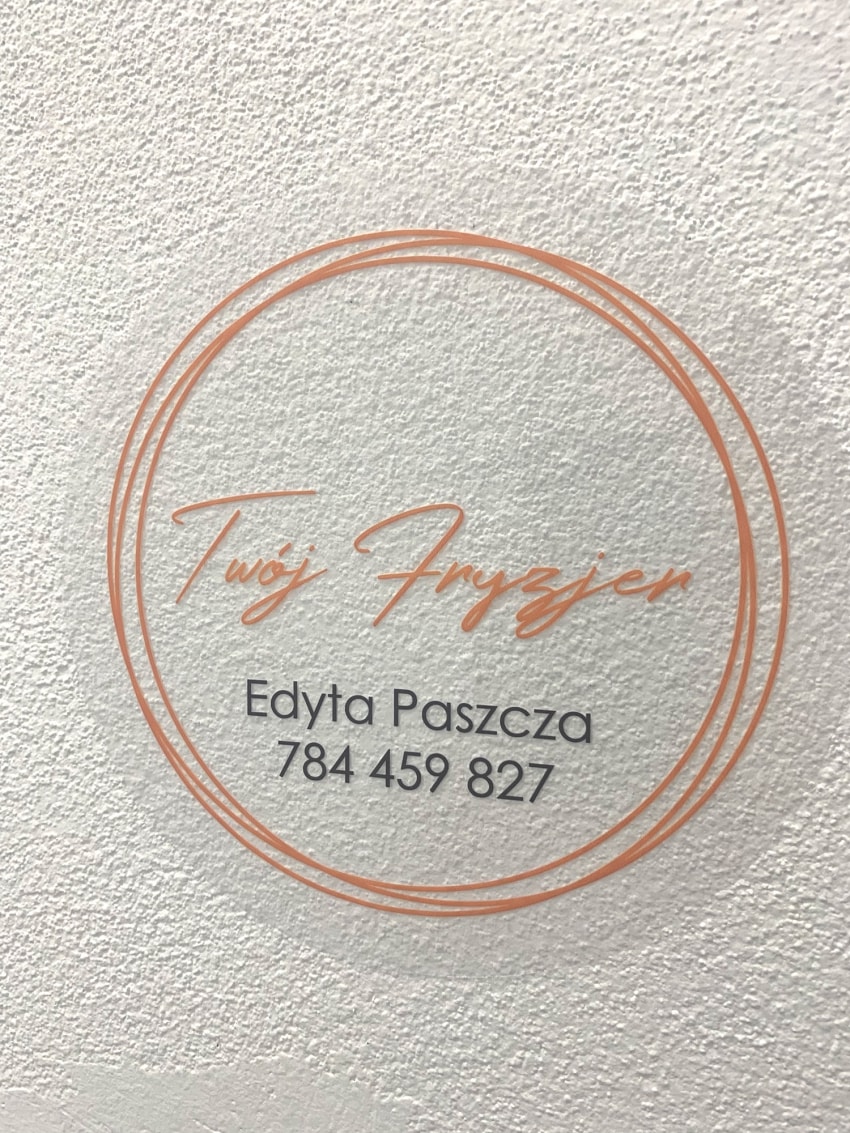 Twój Fryzjer
Edyta Paszcza
784 459 827